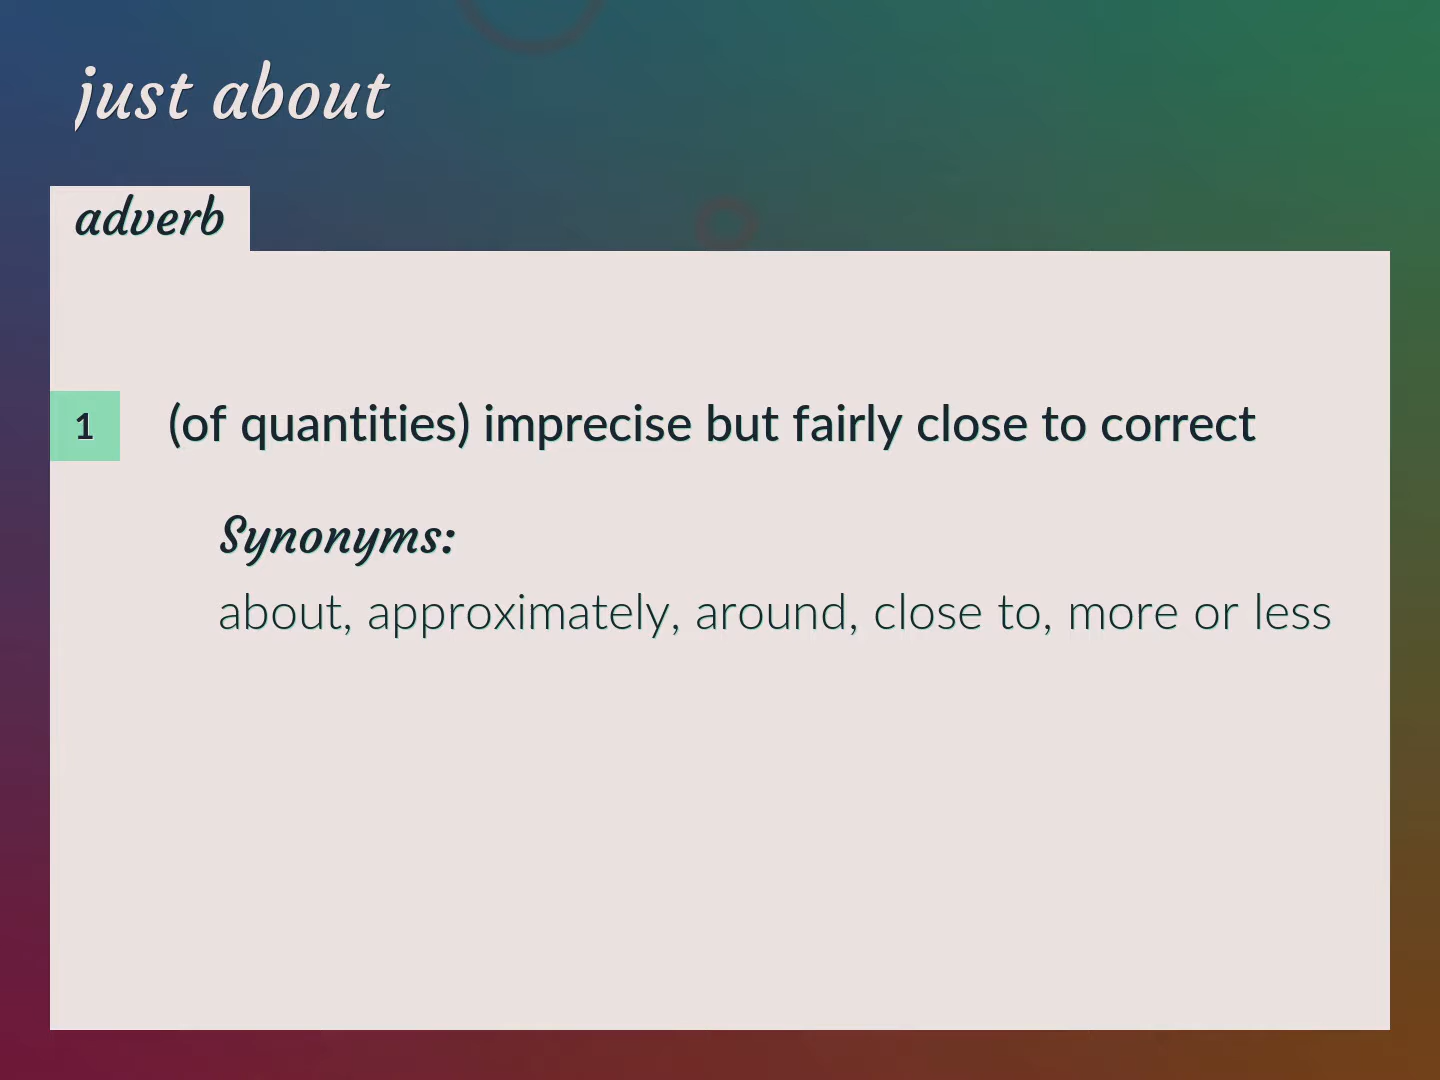 just about
adverb
1 (of quantities) imprecise but fairly close to correct
Synonyms:
about, approximately, around, close to, more or less